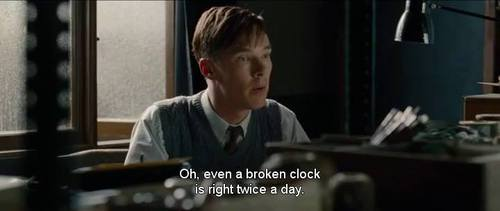 Oh, even a broken clock
is right twice a day.